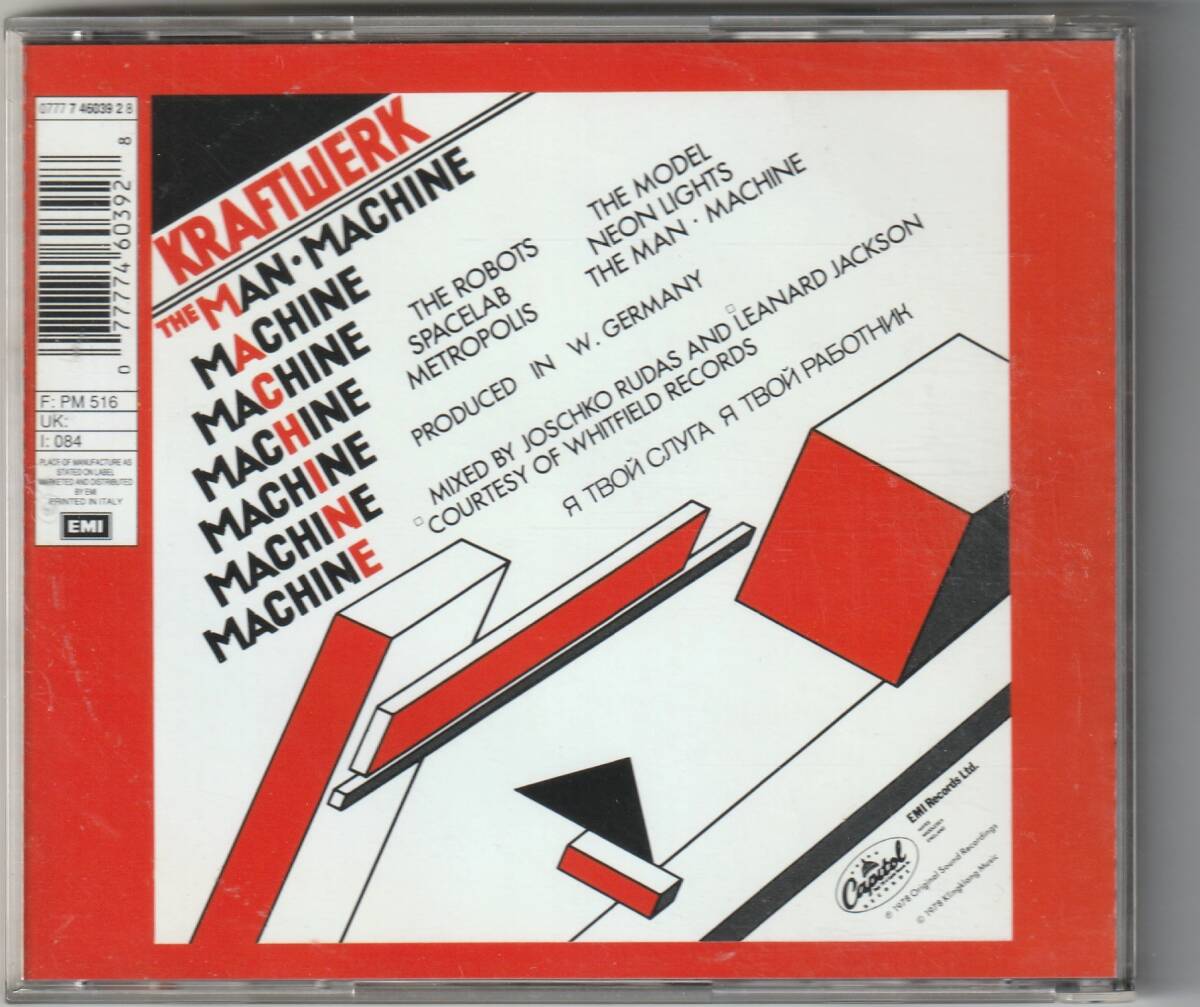 0777 7 46039 2 8
0 77774 60392 8
F: PM 516
UK:
I: 084
PLACE OF MANUFACTURE AS
STATED ON LABEL
MARKETED AND DISTRIBUTED
BY EMI
PRINTED IN ITALY
EMI
KRAFTWERK
THE MAN·MACHINE
MACHINE
MACHINE
MACHINE
MACHINE
MACHINE
MACHINE
THE ROBOTS
SPACELAB
METROPOLIS
THE MODEL
NEON LIGHTS
THE MAN · MACHINE
PRODUCED IN W. GERMANY
MIXED BY JOSCHKO RUDAS AND □LEANARD JACKSON
□COURTESY OF WHITFIELD RECORDS
Я ТВОЙ СЛУГА Я ТВОЙ РАБОТНИК
EMI Records Ltd.
HAYES
MIDDLESEX
ENGLAND
Capitol
RECORDS
℗ 1978 Original Sound Recordings
© 1978 Klingklang Music